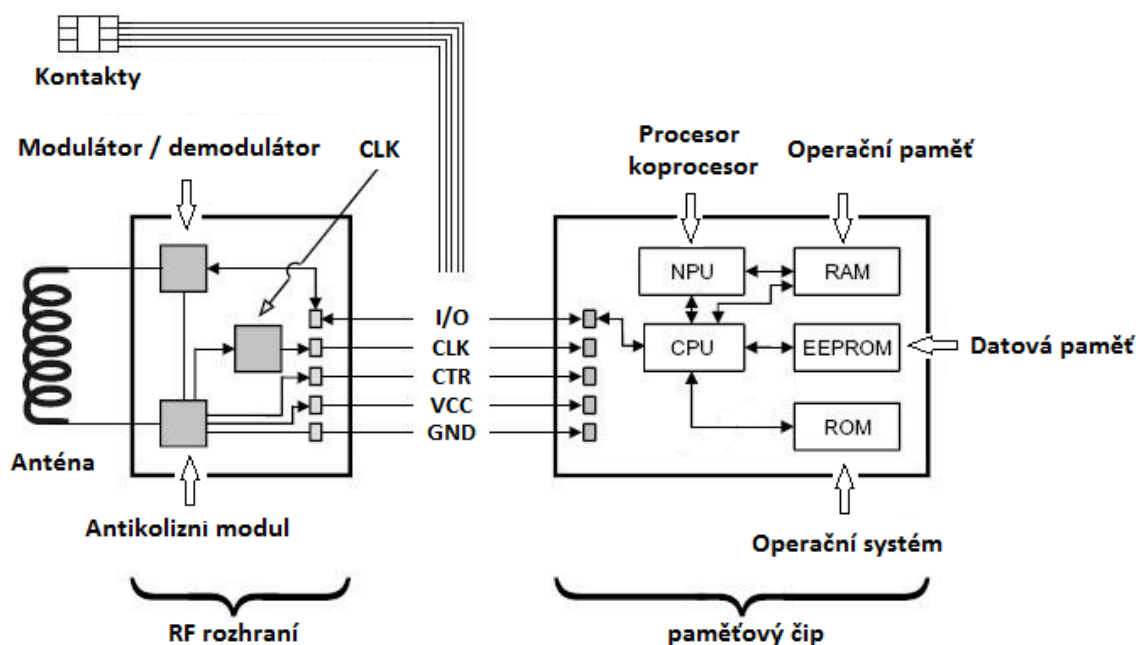 Kontakty
Modulátor / demodulátor
CLK
Procesor
koprocesor
Operační paměť
NPU
RAM
I/O
CLK
CPU
EEPROM
Datová paměť
CTR
VCC
GND
ROM
Anténa
Antikolizní modul
Operační systém
RF rozhraní
paměťový čip